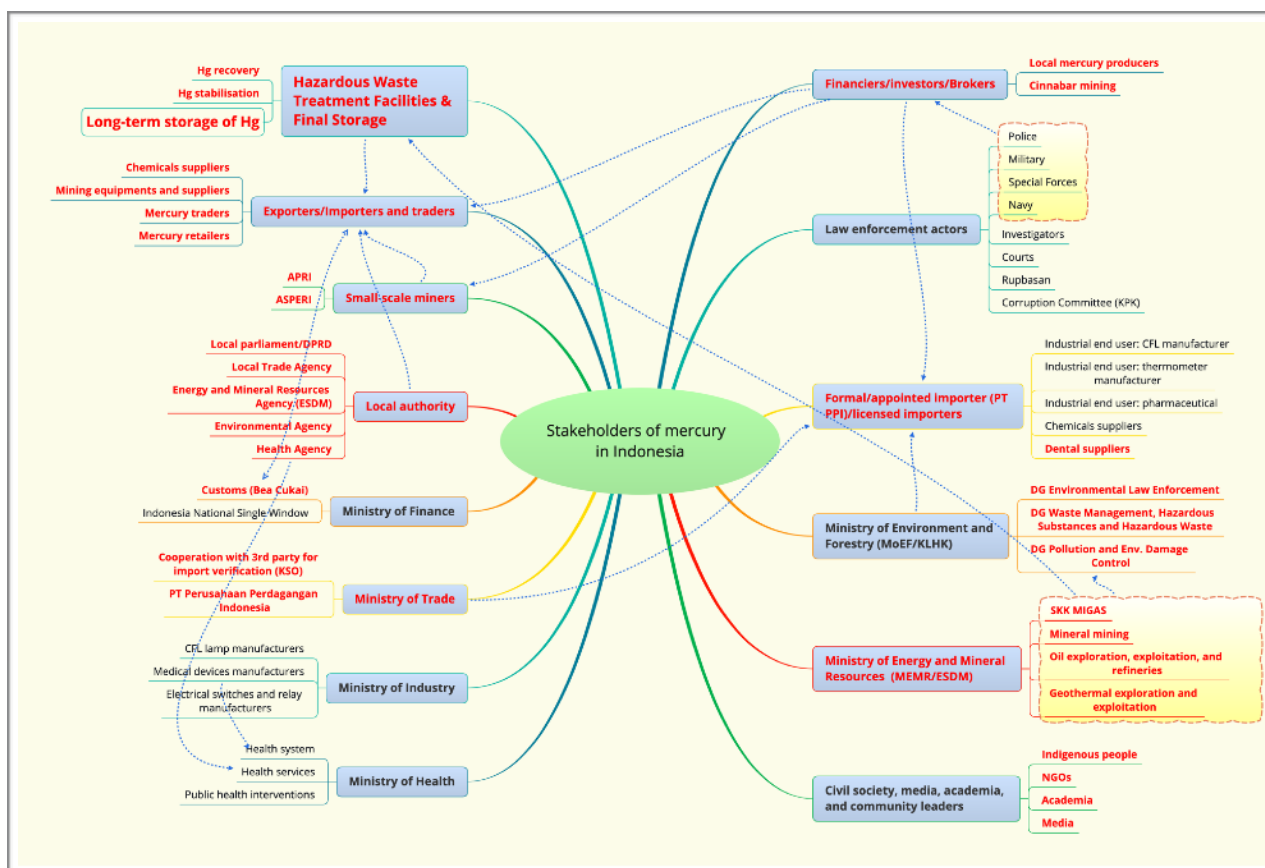 Hg recovery
Hg stabilisation
Long-term storage of Hg
Hazardous Waste
Treatment Facilities &
Final Storage
Chemicals suppliers
Mining equipments and suppliers
Mercury traders
Mercury retailers
Exporters/Importers and traders
APRI
ASPERI
Small scale miners
Local parliament/DPRD
Local Trade Agency
Energy and Mineral Resources
Agency (ESDM)
Environmental Agency
Health Agency
Local authority
Customs (Bea Cukai)
Indonesia National Single Window
Ministry of Finance
Cooperation with 3rd party for
import verification (KSO)
PT Perusahaan Perdagangan
Indonesia
Ministry of Trade
CFL lamp manufacturers
Medical devices manufacturers
Electrical switches and relay
manufacturers
Ministry of Industry
Health system
Health services
Public health interventions
Ministry of Health
Stakeholders of mercury
in Indonesia
Financiers/investors/Brokers
Local mercury producers
Cinnabar mining
Law enforcement actors
Police
Military
Special Forces
Navy
Investigators
Courts
Rupbasan
Corruption Committee (KPK)
Formal/appointed importer (PT
PPI)/licensed importers
Industrial end user: CFL manufacturer
Industrial end user: thermometer
manufacturer
Industrial end user: pharmaceutical
Chemicals suppliers
Dental suppliers
Ministry of Environment and
Forestry (MoEF/KLHK)
DG Environmental Law Enforcement
DG Waste Management, Hazardous
Substances and Hazardous Waste
DG Pollution and Env. Damage
Control
Ministry of Energy and Mineral
Resources (MEMR/ESDM)
SKK MIGAS
Mineral mining
Oil exploration, exploitation, and
refineries
Geothermal exploration and
exploitation
Civil society, media, academia,
and community leaders
Indigenous people
NGOs
Academia
Media